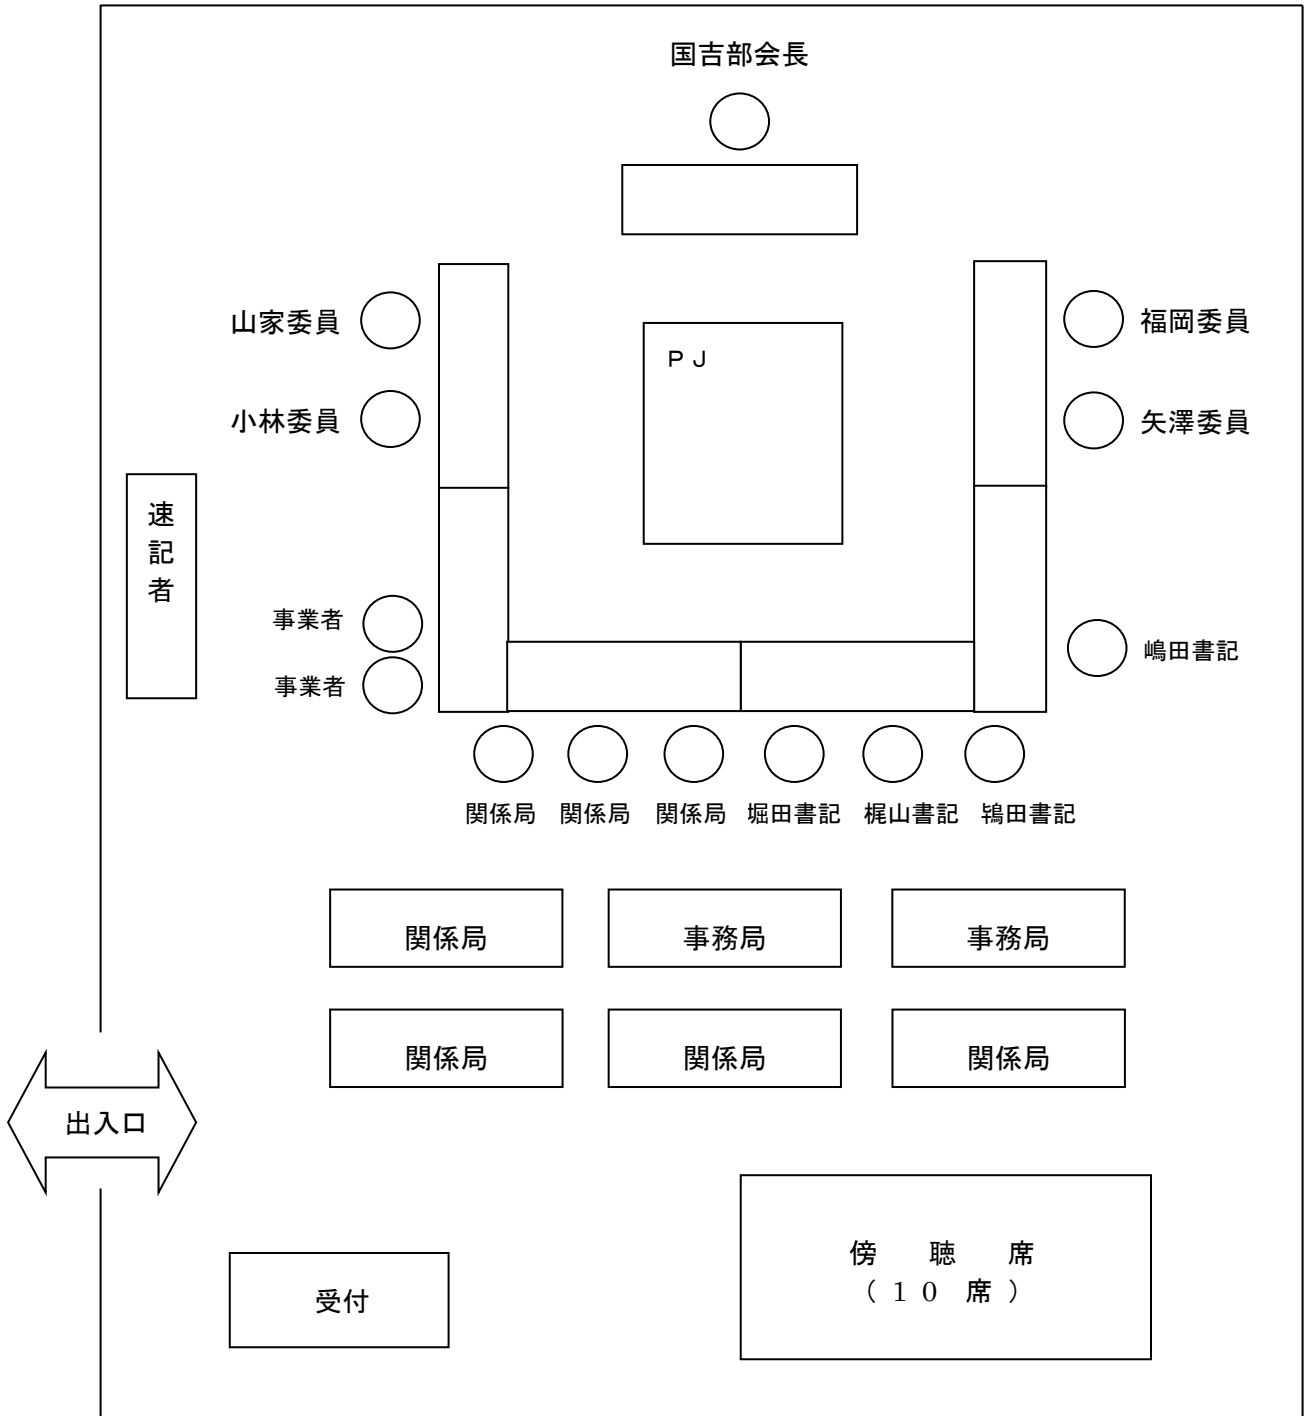 国吉部会長
ＰＪ
山家委員
福岡委員
小林委員
矢澤委員
速記者
事業者
事業者
嶋田書記
関係局 関係局 関係局 堀田書記 梶山書記 鴇田書記
関係局 事務局 事務局
関係局 関係局 関係局
出入口
傍 聴 席
（１０ 席）
受付